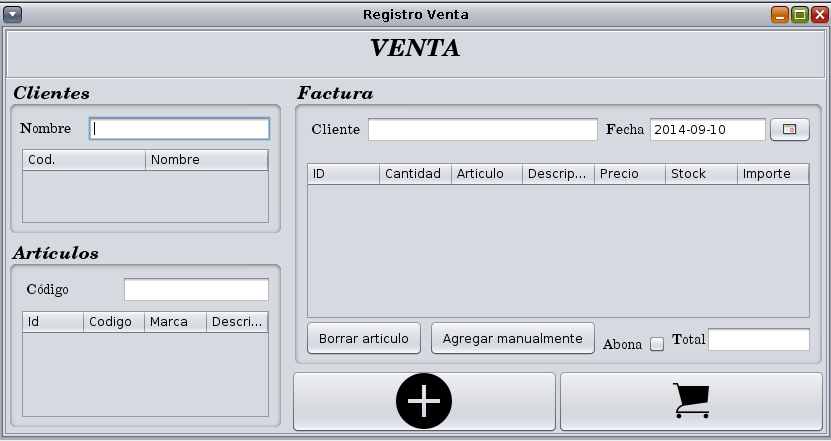 Registro Venta
VENTA
Clientes
Nombre
Cod. Nombre
Artículos
Código
Id Codigo Marca Descri...
Factura
Cliente Fecha 2014-09-10
ID Cantidad Articulo Descrip... Precio Stock Importe
Borrar articulo Agregar manualmente Abona Total